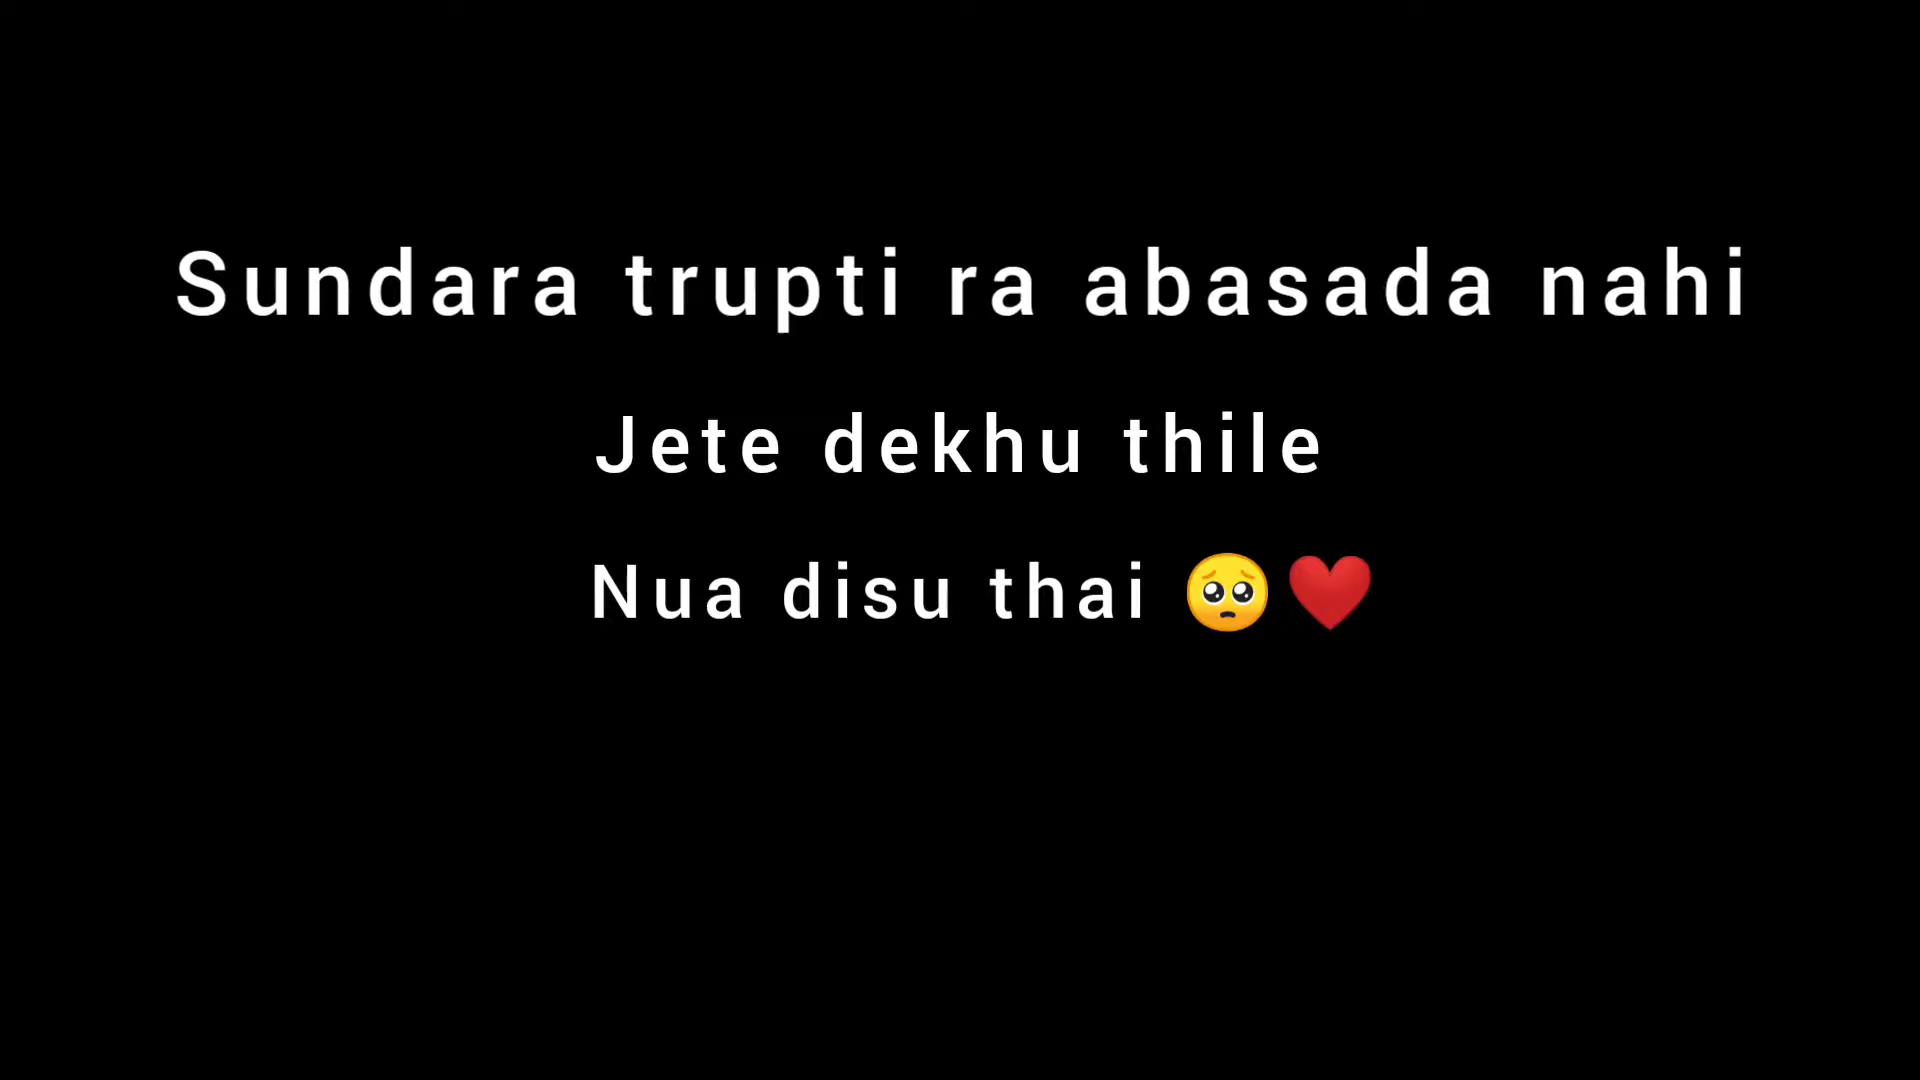 Sundara trupti ra abasada nahi
Jete dekhu thile
Nua disu thai 🥺❤️